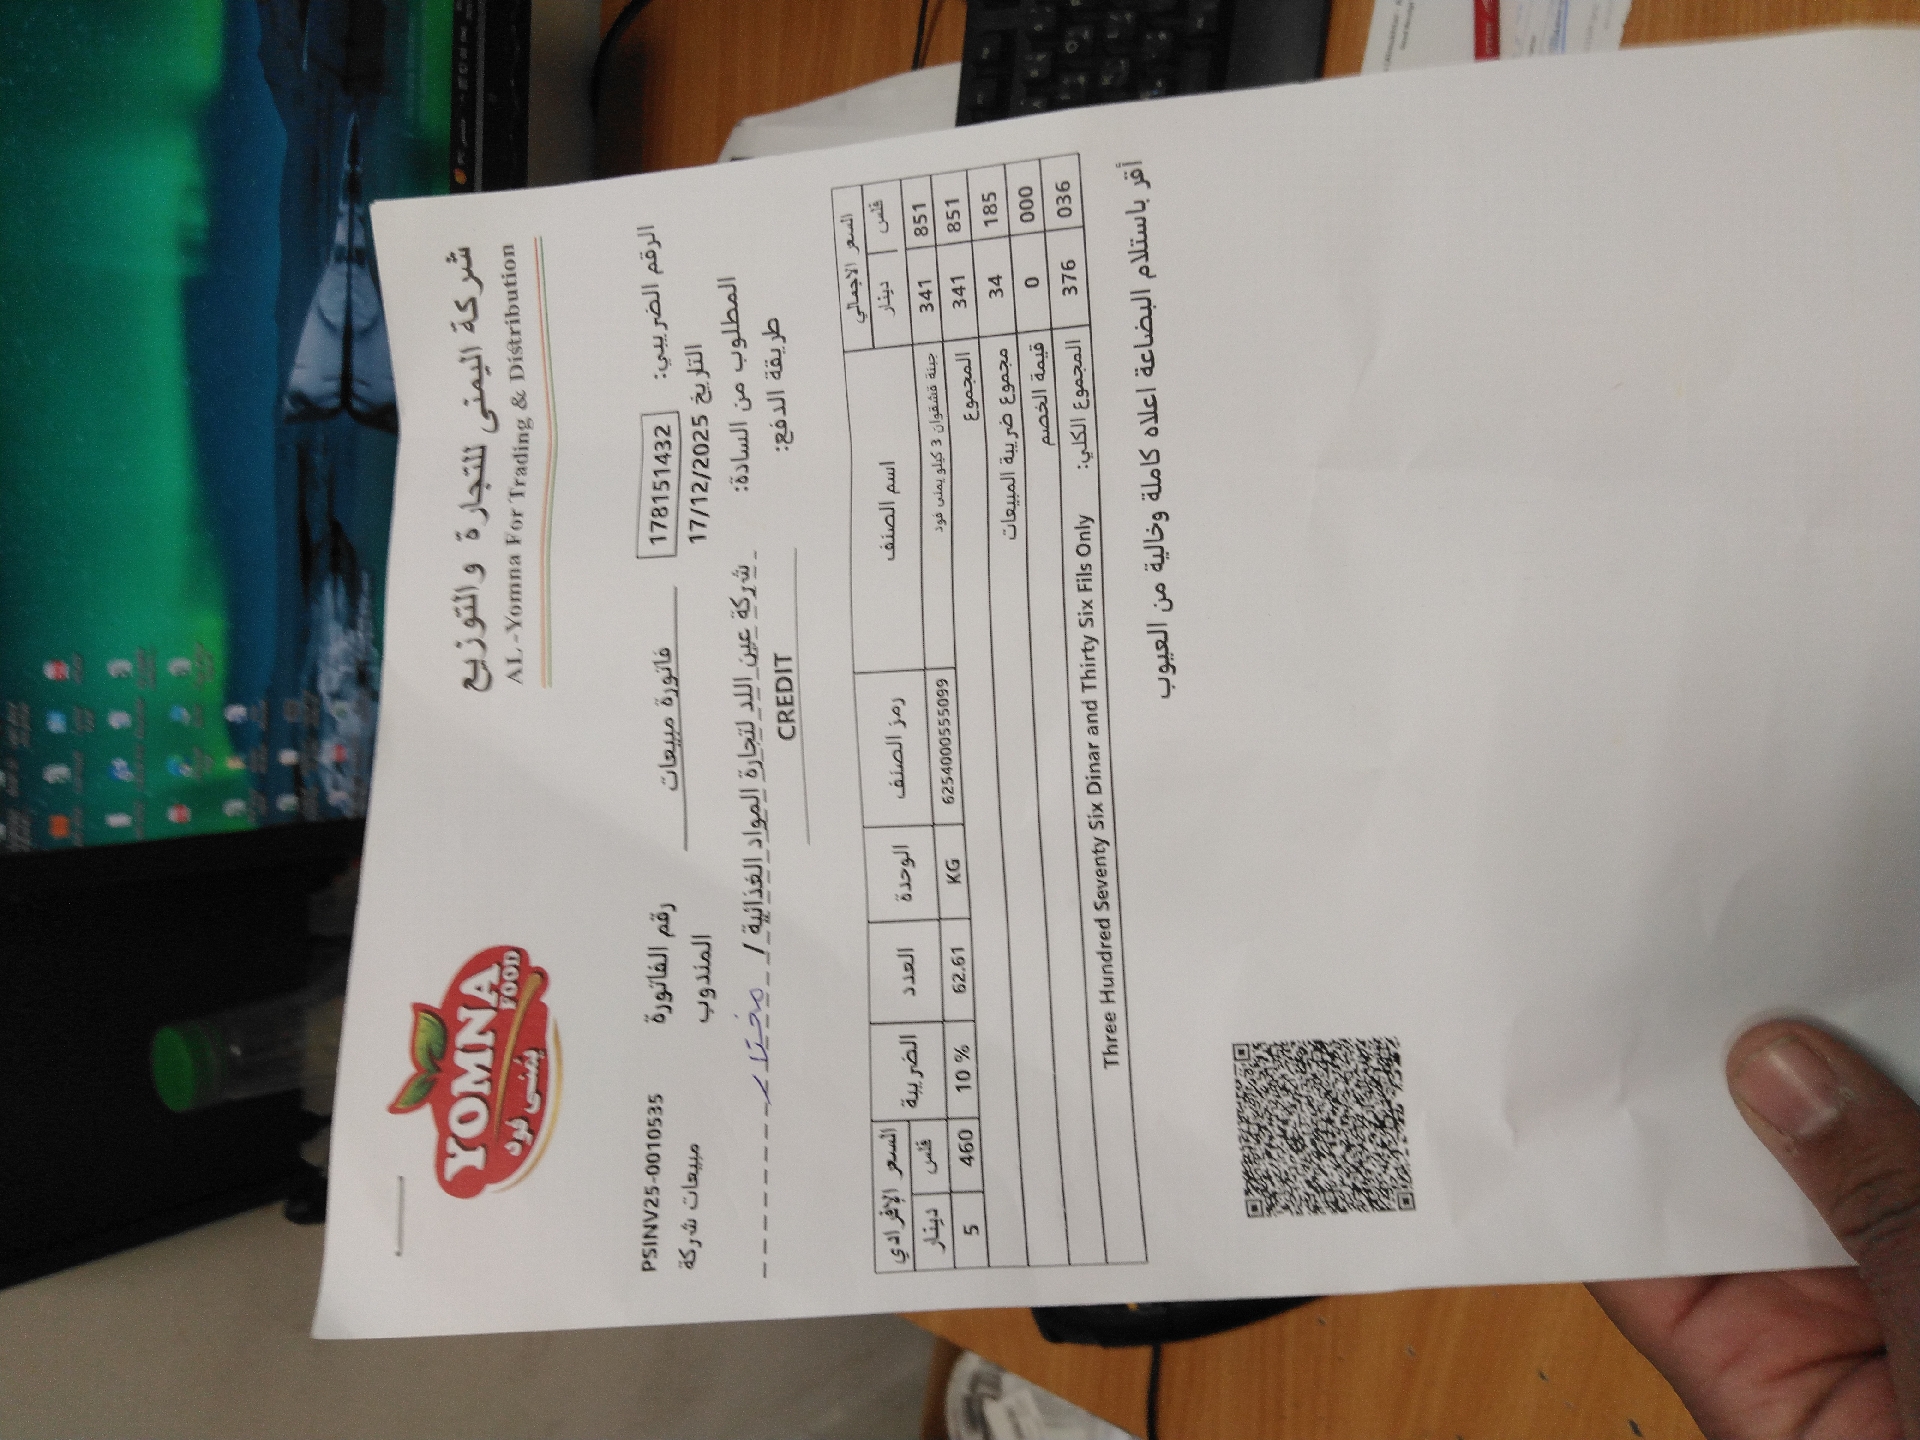 شركة اليمنى للتجارة والتوزيع
AL-Yomna For Trading & Distribution
YOMNA
FOOD
يمنى فود
الرقم الضريبي: 178151432 فاتورة مبيعات رقم الفاتورة PSINV25-0010535
التاريخ 17/12/2025 المندوب مبيعات شركة
المطلوب من السادة: شركة عين اللد لتجارة المواد الغذائية / مختار
طريقة الدفع: CREDIT
السعر الاجمالي اسم الصنف رمز الصنف الوحدة العدد الضريبة السعر الإفرادي
فلس دينار فلس دينار
851 341 جبنة قشقوان 3 كيلو يمنى فود 6254000555099 KG 62.61 10 % 460 5
851 341 المجموع
185 34 مجموع ضريبة المبيعات
000 0 قيمة الخصم
036 376 المجموع الكلي: Three Hundred Seventy Six Dinar and Thirty Six Fils Only
أقر باستلام البضاعة اعلاه كاملة وخالية من العيوب